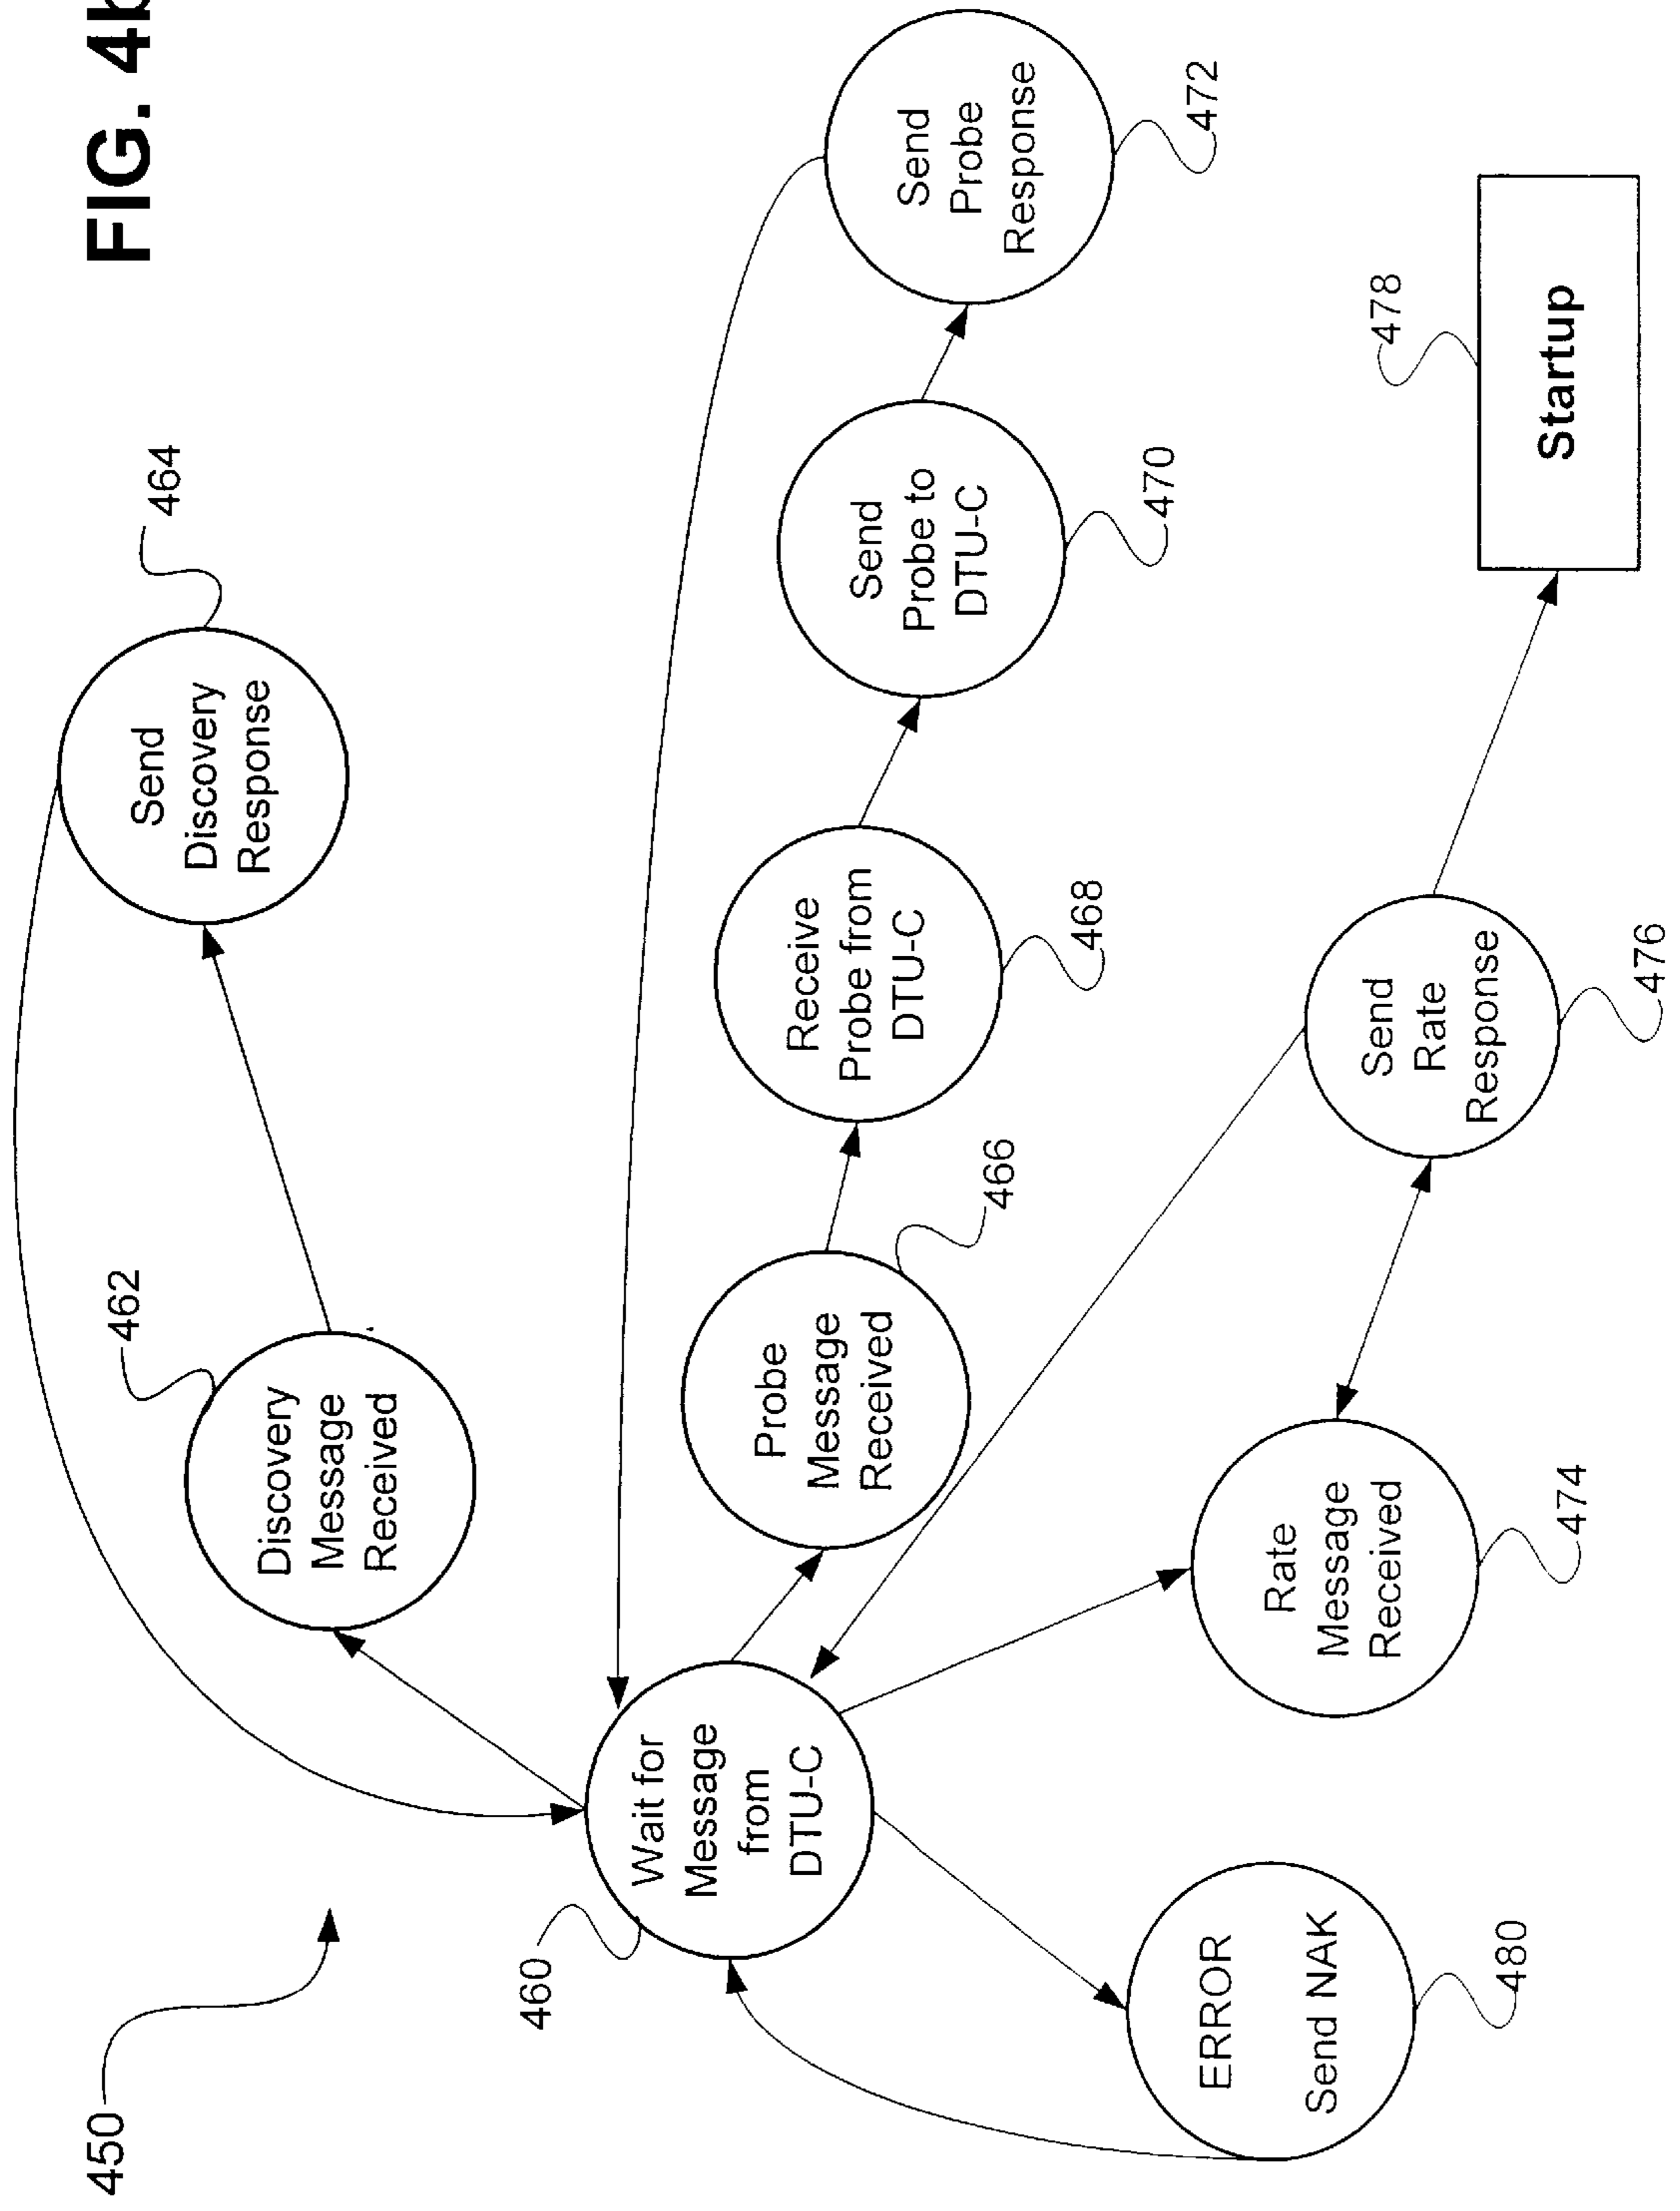 FIG. 4b
450
460
Wait for
Message
from
DTU-C
462
Discovery
Message
Received
464
Send
Discovery
Response
466
Probe
Message
Received
468
Receive
Probe from
DTU-C
470
Send
Probe to
DTU-C
472
Send
Probe
Response
474
Rate
Message
Received
476
Send
Rate
Response
478
Startup
480
ERROR
Send NAK